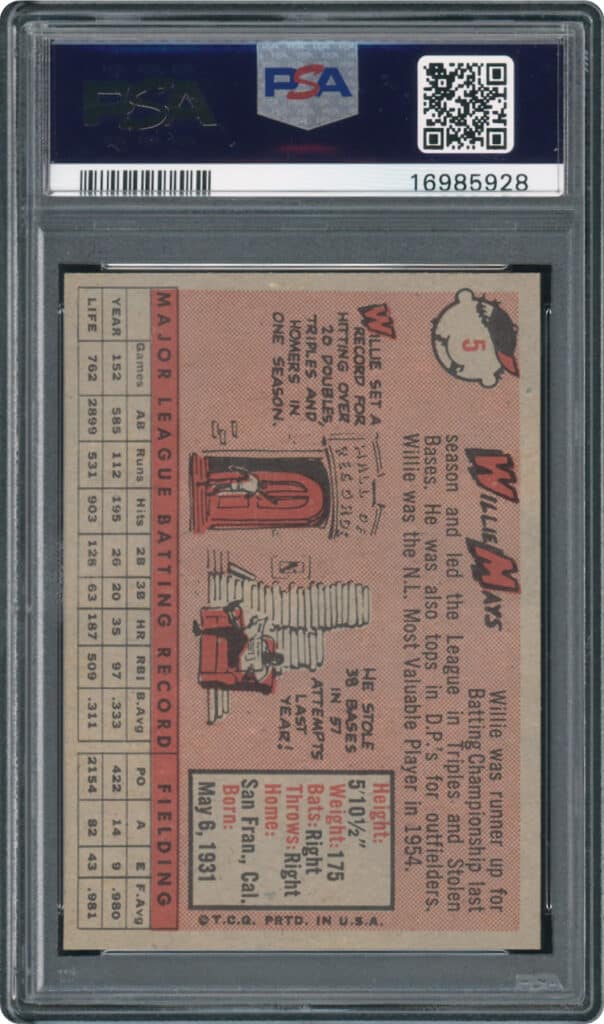 PSA
PSA
16985928
5
WILLIE MAYS
Willie was runner up for
Batting Championship last
season and led the League in Triples and Stolen
Bases. He was also tops in D.P.'s for outfielders.
Willie was the N.L. Most Valuable Player in 1954.
WILLIE SET A
RECORD FOR
HITTING OVER
20 DOUBLES,
TRIPLES AND
HOMERS IN
ONE SEASON.
HALL OF
RECORDS
N
HE STOLE
38 BASES
IN '57
ATTEMPTS
LAST
YEAR!
Height:
5'10½"
Weight: 175
Bats: Right
Throws: Right
Home:
San Fran., Cal.
Born:
May 6, 1931
© T.C.G. PRTD. IN U.S.A.
MAJOR LEAGUE BATTING RECORD FIELDING
Games AB Runs Hits 2B 3B HR RBI B.Avg PO A E F.Avg
YEAR 152 585 112 195 26 20 35 97 .333 422 14 9 .980
LIFE 762 2899 531 903 128 63 187 509 .311 2154 82 43 .981
PSA